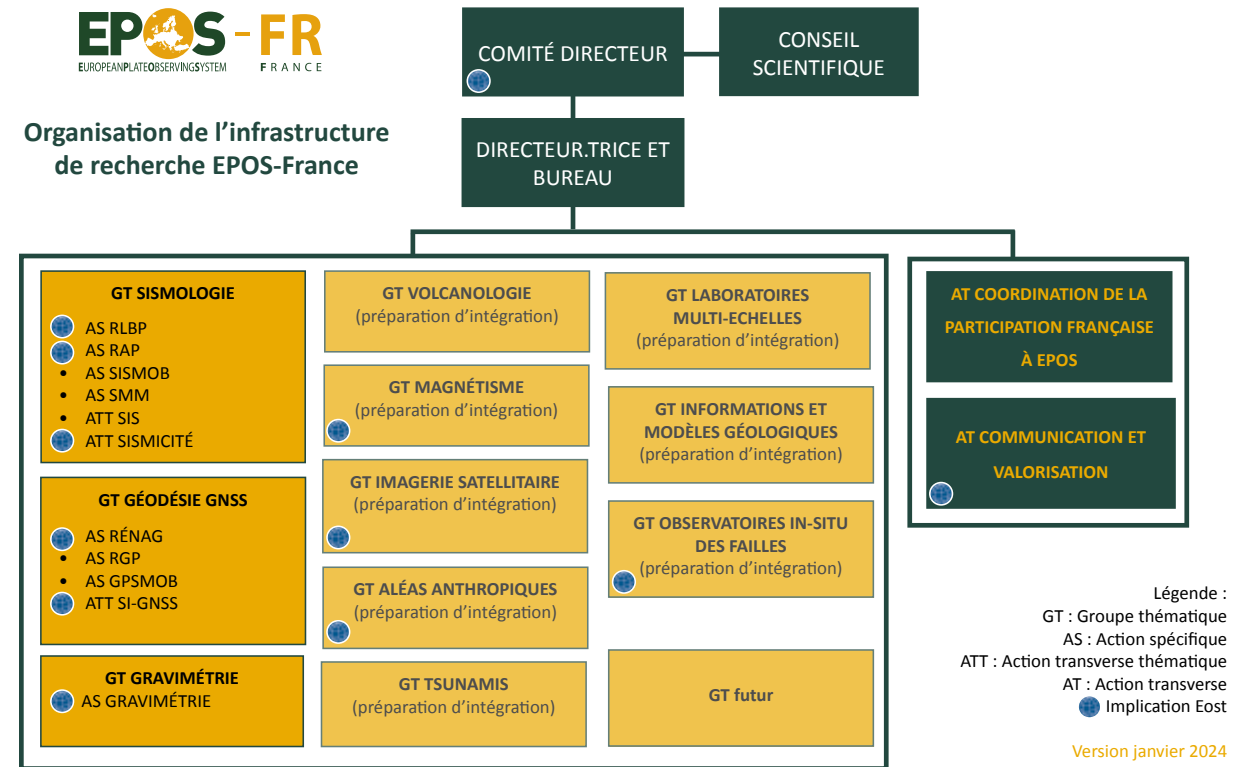 EPOS - FR
EUROPEANPLATEOBSERVINGSYSTEM FRANCE
Organisation de l'infrastructure
de recherche EPOS-France
COMITÉ DIRECTEUR
CONSEIL
SCIENTIFIQUE
DIRECTEUR.TRICE ET
BUREAU
GT SISMOLOGIE
AS RLBP
AS RAP
• AS SISMOB
• AS SMM
• ATT SIS
ATT SISMICITÉ
GT GÉODÉSIE GNSS
AS RÉNAG
• AS RGP
• AS GPSMOB
ATT SI-GNSS
GT GRAVIMÉTRIE
AS GRAVIMÉTRIE
GT VOLCANOLOGIE
(préparation d'intégration)
GT MAGNÉTISME
(préparation d'intégration)
GT IMAGERIE SATELLITAIRE
(préparation d'intégration)
GT ALÉAS ANTHROPIQUES
(préparation d'intégration)
GT TSUNAMIS
(préparation d'intégration)
GT LABORATOIRES
MULTI-ECHELLES
(préparation d'intégration)
GT INFORMATIONS ET
MODÈLES GÉOLOGIQUES
(préparation d'intégration)
GT OBSERVATOIRES IN-SITU
DES FAILLES
(préparation d'intégration)
GT futur
AT COORDINATION DE LA
PARTICIPATION FRANÇAISE
À EPOS
AT COMMUNICATION ET
VALORISATION
Légende :
GT : Groupe thématique
AS : Action spécifique
ATT : Action transverse thématique
AT : Action transverse
Implication Eost
Version janvier 2024